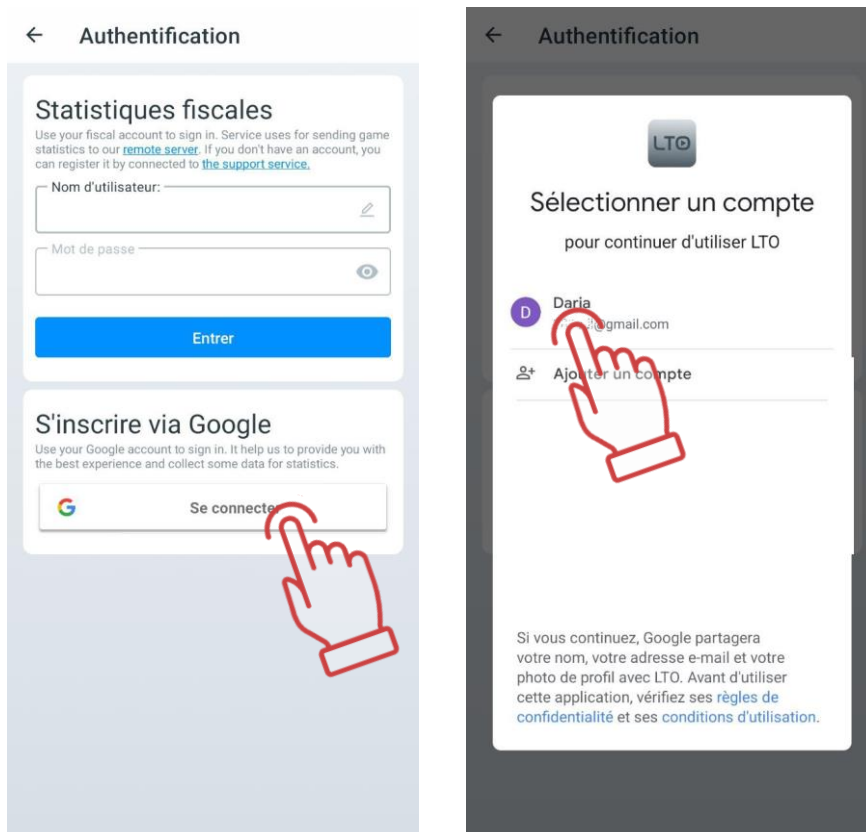 Authentification
Statistiques fiscales
Use your fiscal account to sign in. Service uses for sending game
statistics to our remote server. If you don't have an account, you
can register it by connected to the support service.
Nom d'utilisateur:
Mot de passe
Entrer
S'inscrire via Google
Use your Google account to sign in. It help us to provide you with
the best experience and collect some data for statistics.
Se connecter
Authentification
LTO
Sélectionner un compte
pour continuer d'utiliser LTO
D
Daria
@gmail.com
Ajouter un compte
Si vous continuez, Google partagera
votre nom, votre adresse e-mail et votre
photo de profil avec LTO. Avant d'utiliser
cette application, vérifiez ses règles de
confidentialité et ses conditions d'utilisation.